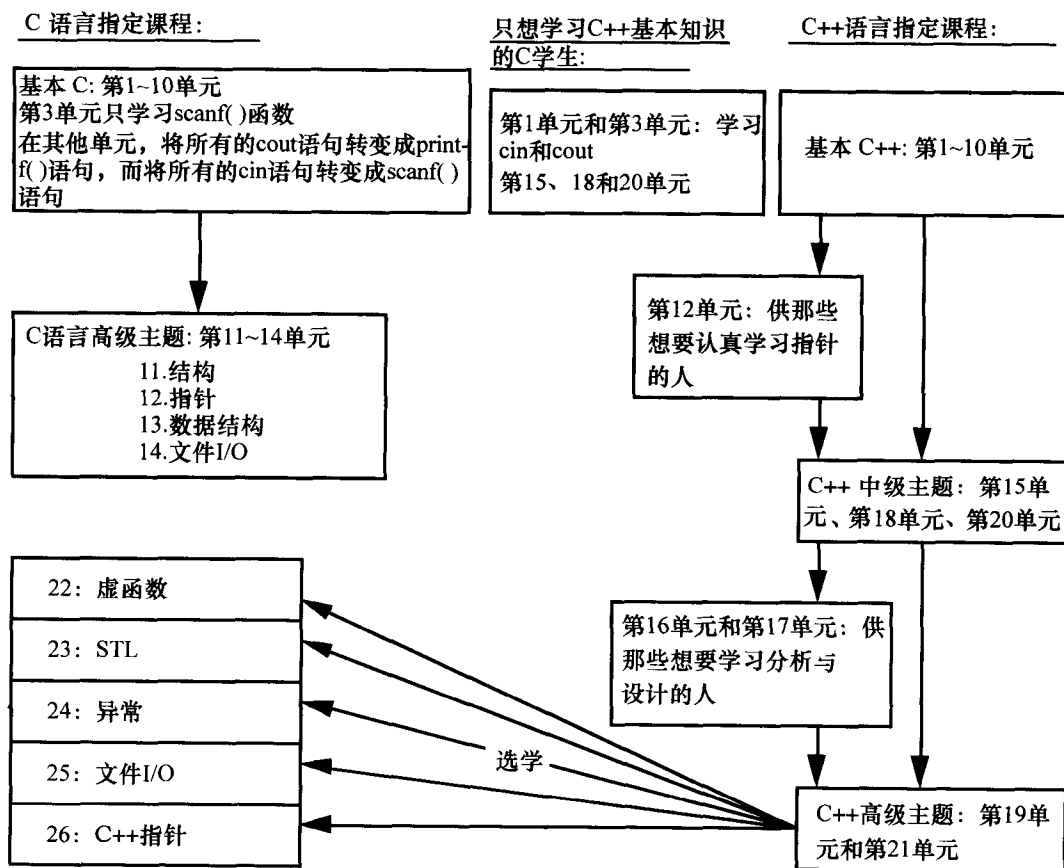 C 语言指定课程:
基本 C: 第1~10单元
第3单元只学习scanf( )函数
在其他单元，将所有的cout语句转变成print-
f( )语句，而将所有的cin语句转变成scanf( )
语句
C语言高级主题: 第11~14单元
11.结构
12.指针
13.数据结构
14.文件I/O
只想学习C++基本知识
的C学生:
第1单元和第3单元: 学习
cin和cout
第15、18和20单元
C++语言指定课程:
基本 C++: 第1~10单元
第12单元: 供那些
想要认真学习指针
的人
C++ 中级主题: 第15单
元、第18单元、第20单元
第16单元和第17单元: 供
那些想要学习分析与
设计的人
C++高级主题: 第19单
元和第21单元
选学
22: 虚函数
23: STL
24: 异常
25: 文件I/O
26: C++指针